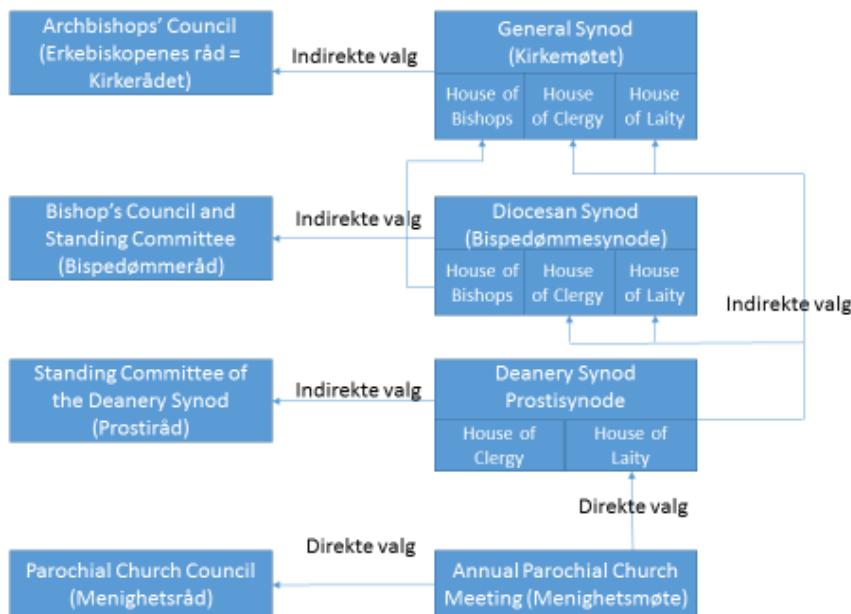 Archbishops' Council
(Erkebiskopenes råd =
Kirkerådet)
Indirekte valg
General Synod
(Kirkemøtet)
House of
Bishops
House
of Clergy
House
of Laity
Bishop's Council and
Standing Committee
(Bispedømmeråd)
Indirekte valg
Diocesan Synod
(Bispedømmesynode)
House of
Bishops
House
of Clergy
House
of Laity
Indirekte valg
Standing Committee of
the Deanery Synod
(Prostiråd)
Indirekte valg
Deanery Synod
Prostisynode
House of
Clergy
House of
Laity
Direkte valg
Parochial Church Council
(Menighetsråd)
Direkte valg
Annual Parochial Church
Meeting (Menighetsmøte)